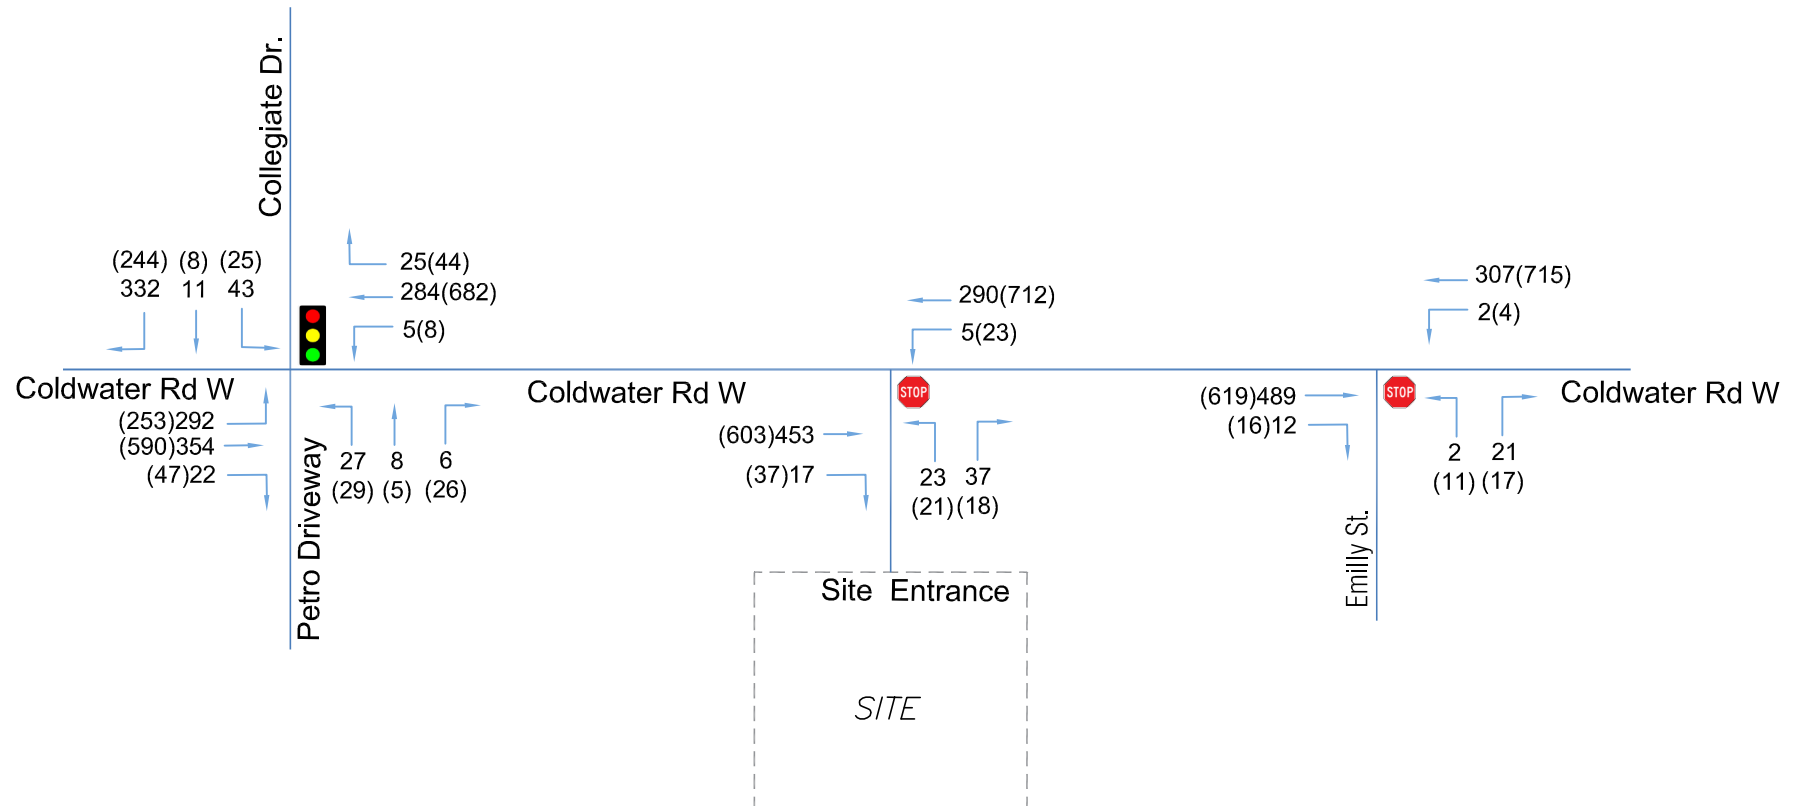 Collegiate Dr.
(244) (8) (25)
332 11 43
25(44)
284(682)
5(8)
290(712)
5(23)
307(715)
2(4)
Coldwater Rd W
Coldwater Rd W
STOP
STOP
Coldwater Rd W
(253)292
(590)354
(47)22
27 8 6
(29) (5) (26)
(603)453
(37)17
23 37
(21) (18)
(619)489
(16)12
2 21
(11) (17)
Petro Driveway
Emilly St.
Site Entrance
SITE